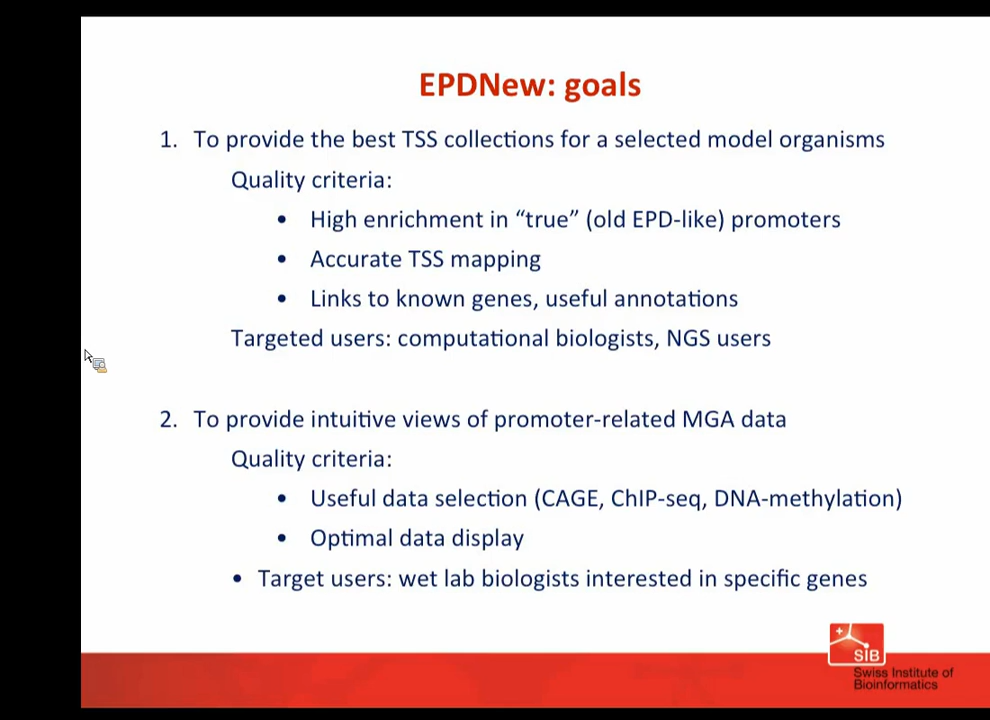 EPDNew: goals
1. To provide the best TSS collections for a selected model organisms
Quality criteria:
• High enrichment in “true” (old EPD-like) promoters
• Accurate TSS mapping
• Links to known genes, useful annotations
Targeted users: computational biologists, NGS users
2. To provide intuitive views of promoter-related MGA data
Quality criteria:
• Useful data selection (CAGE, ChIP-seq, DNA-methylation)
• Optimal data display
• Target users: wet lab biologists interested in specific genes
SIB
Swiss Institute of
Bioinformatics